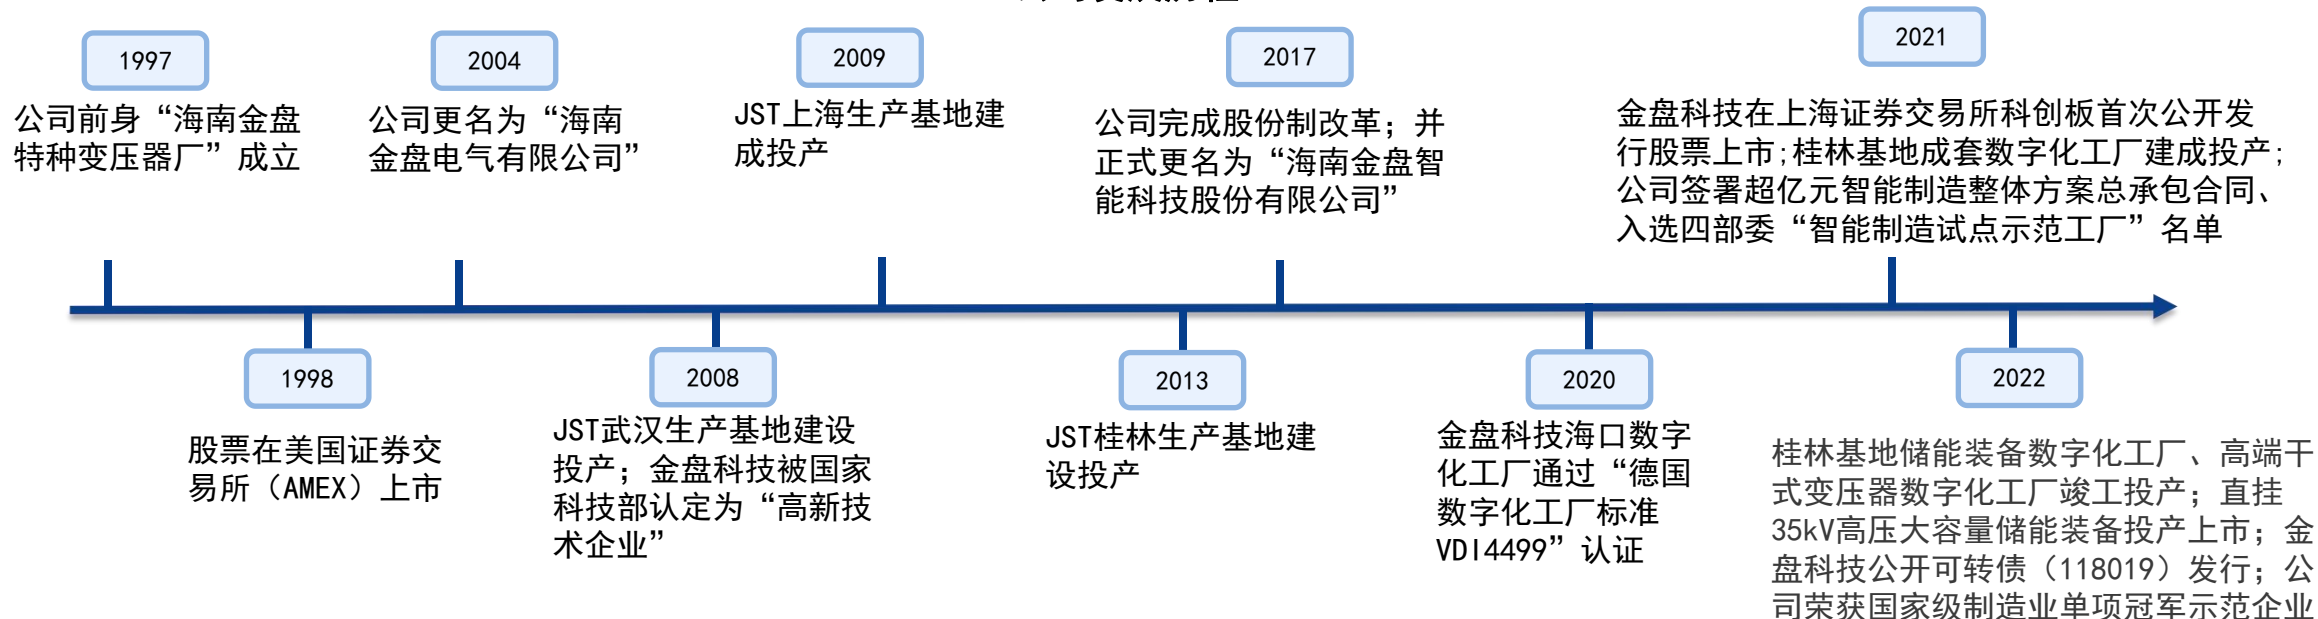 1997
公司前身“海南金盘
特种变压器厂”成立
2004
公司更名为“海南
金盘电气有限公司”
2009
JST上海生产基地建
成投产
2017
公司完成股份制改革；并
正式更名为“海南金盘智
能科技股份有限公司”
2021
金盘科技在上海证券交易所科创板首次公开发
行股票上市;桂林基地成套数字化工厂建成投产;
公司签署超亿元智能制造整体方案总承包合同、
入选四部委“智能制造试点示范工厂”名单
1998
股票在美国证券交
易所（AMEX）上市
2008
JST武汉生产基地建设
投产；金盘科技被国家
科技部认定为“高新技
术企业”
2013
JST桂林生产基地建
设投产
2020
金盘科技海口数字
化工厂通过“德国
数字化工厂标准
VDI4499”认证
2022
桂林基地储能装备数字化工厂、高端干
式变压器数字化工厂竣工投产；直挂
35kV高压大容量储能装备投产上市；金
盘科技公开可转债（118019）发行；公
司荣获国家级制造业单项冠军示范企业